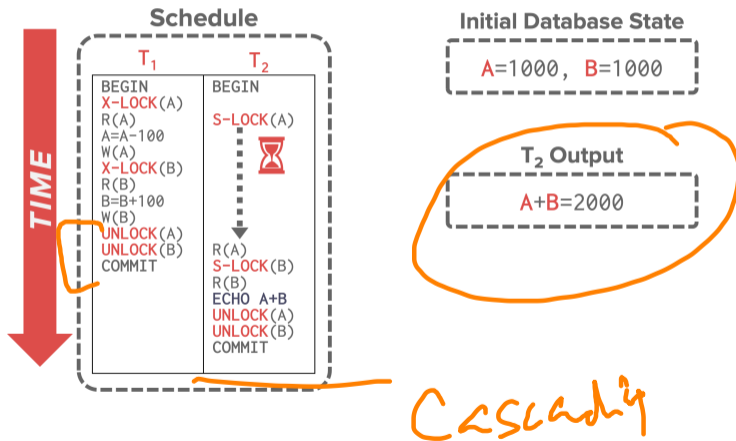 Schedule
TIME
T1
BEGIN
X-LOCK(A)
R(A)
A=A-100
W(A)
X-LOCK(B)
R(B)
B=B+100
W(B)
UNLOCK(A)
UNLOCK(B)
COMMIT
T2
BEGIN
S-LOCK(A)
R(A)
S-LOCK(B)
R(B)
ECHO A+B
UNLOCK(A)
UNLOCK(B)
COMMIT
Initial Database State
A=1000, B=1000
T2 Output
A+B=2000